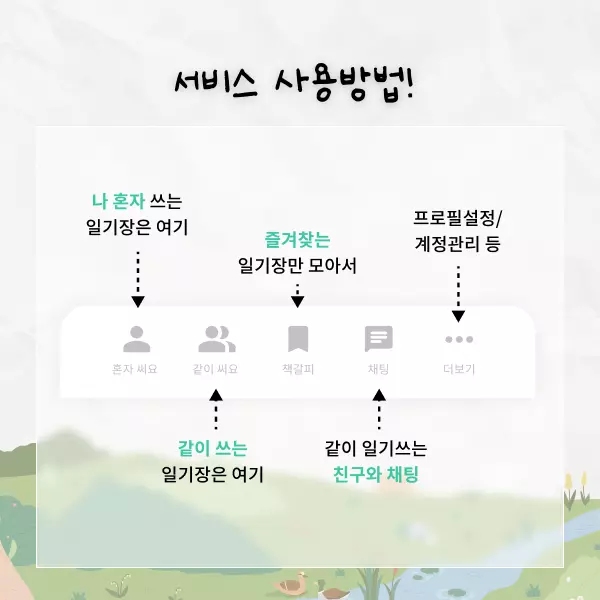 서비스 사용방법!
나 혼자 쓰는
일기장은 여기
즐겨찾는
일기장만 모아서
프로필설정/
계정관리 등
혼자 써요
같이 써요
책갈피
채팅
더보기
같이 쓰는
일기장은 여기
같이 일기쓰는
친구와 채팅